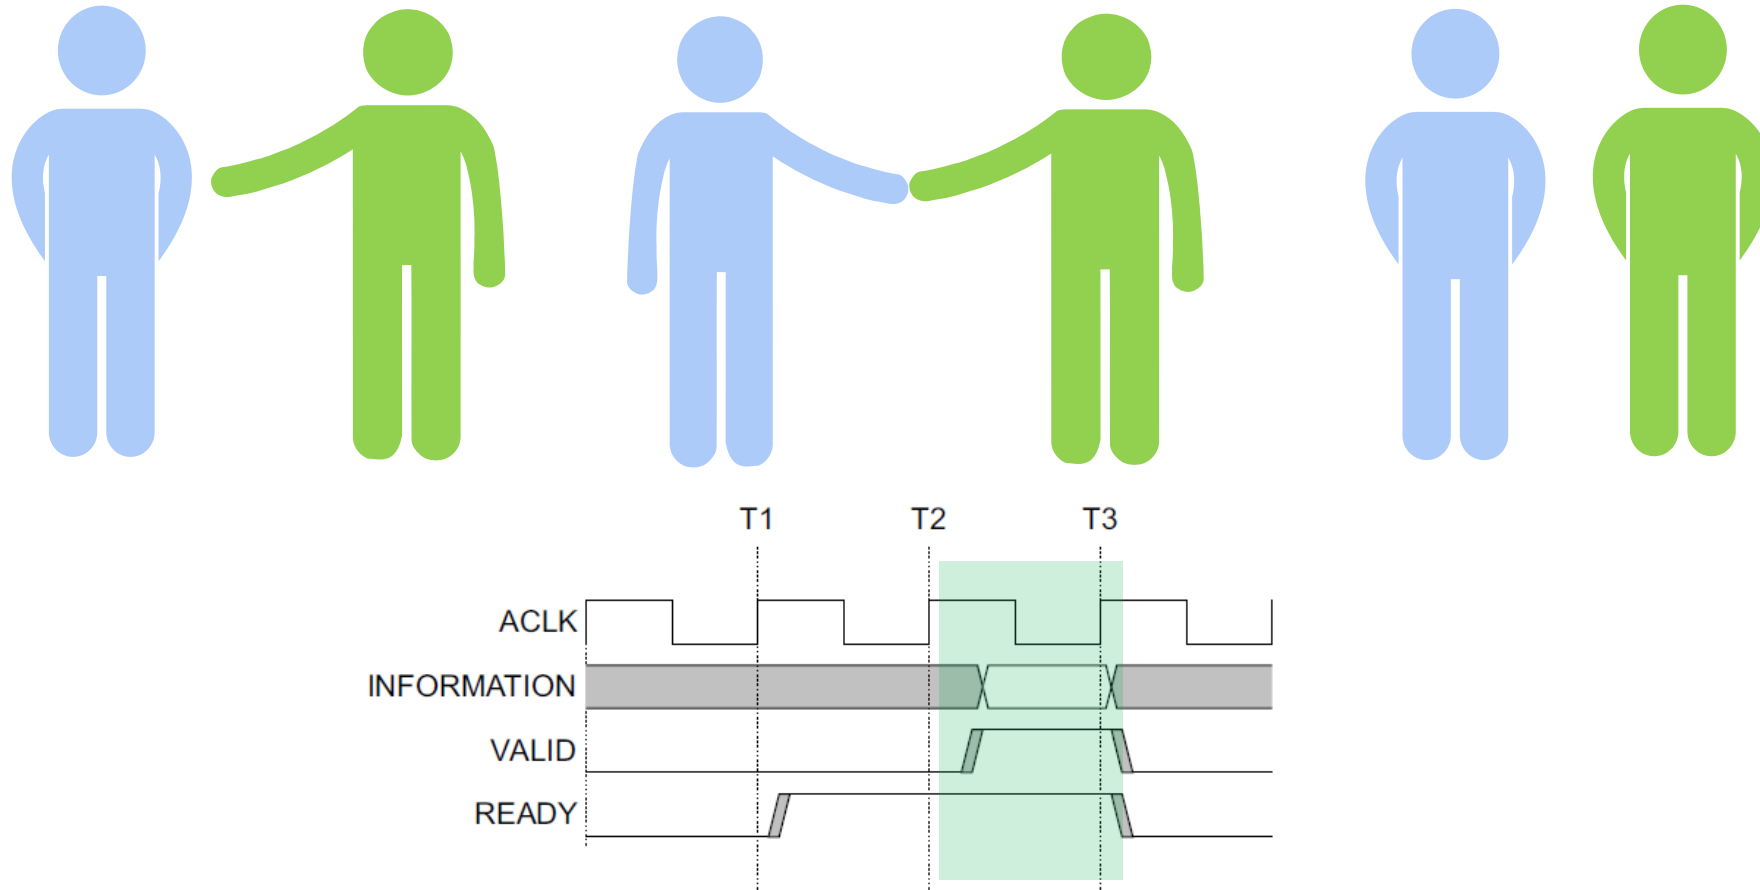 T1 T2 T3
ACLK
INFORMATION
VALID
READY